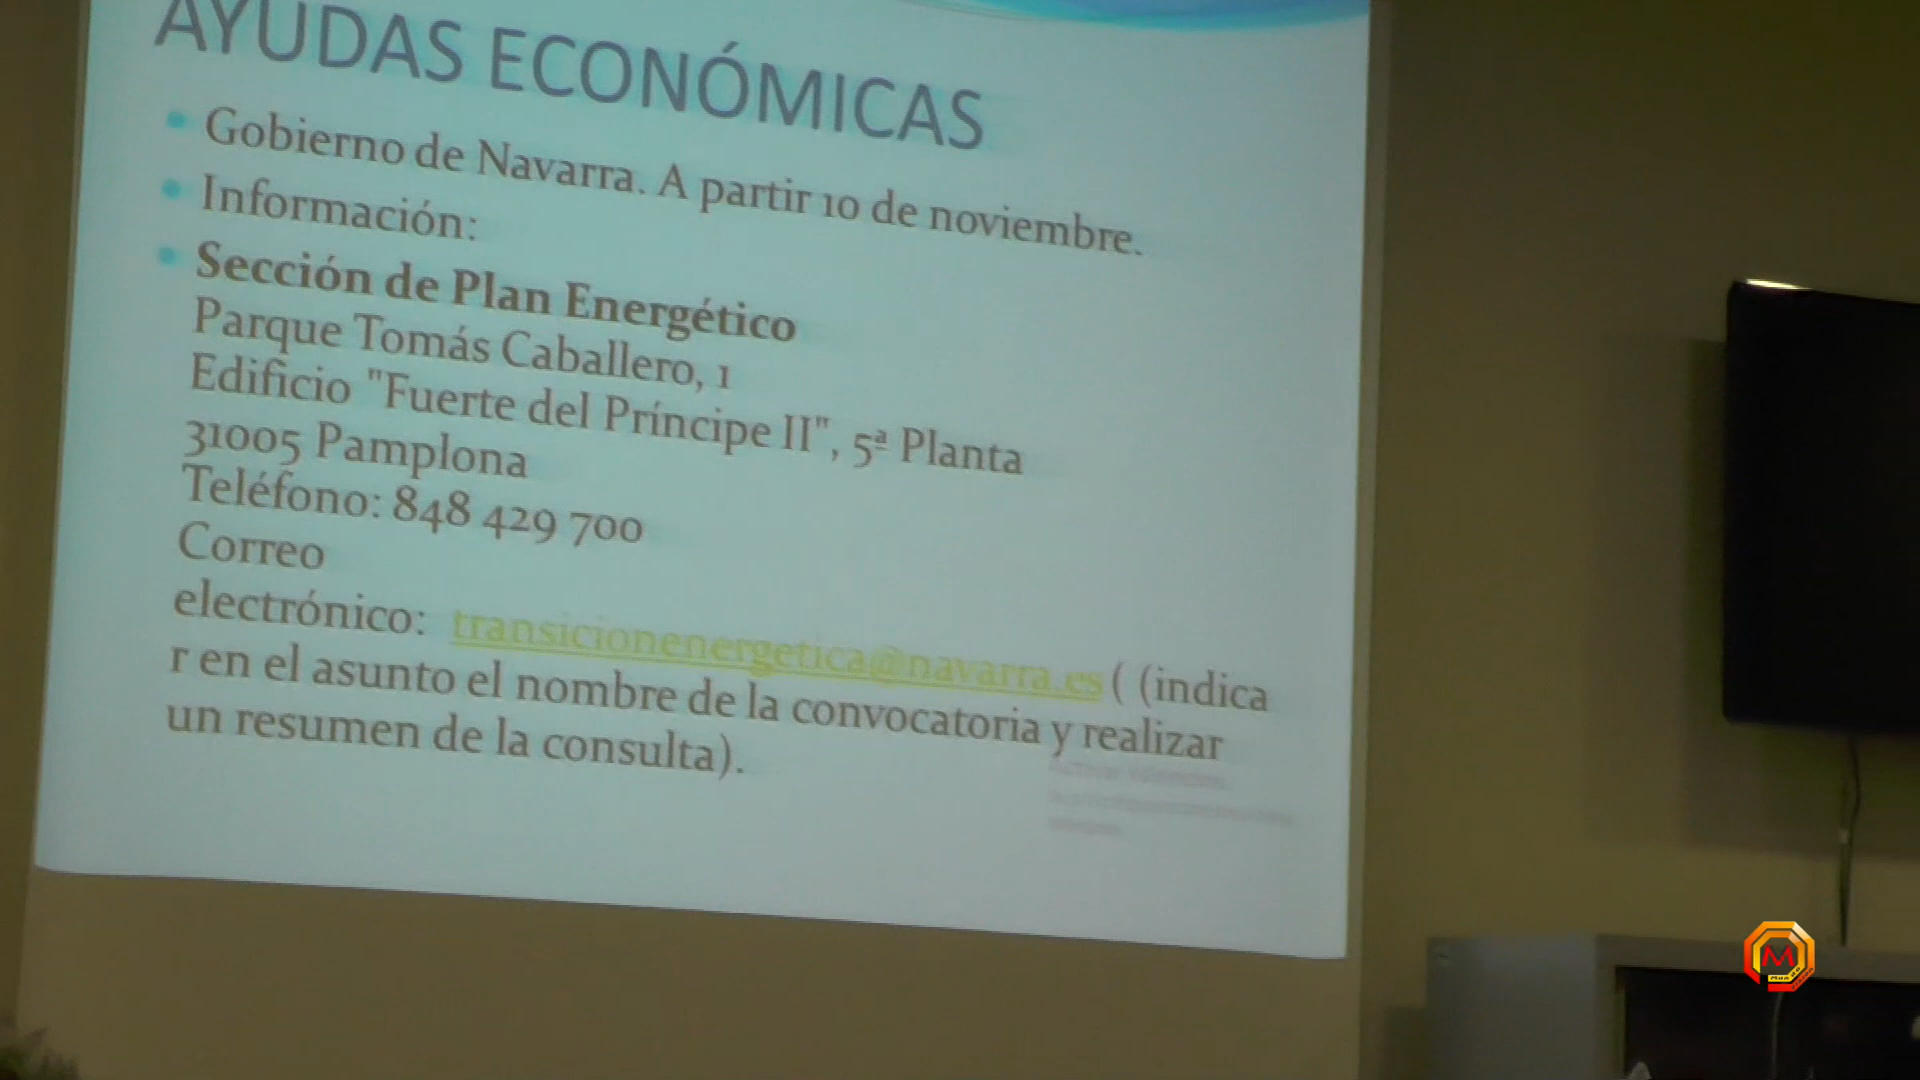 AYUDAS ECONÓMICAS
Gobierno de Navarra. A partir 10 de noviembre.
Información:
Sección de Plan Energético
Parque Tomás Caballero, 1
Edificio "Fuerte del Príncipe II", 5ª Planta
31005 Pamplona
Teléfono: 848 429 700
Correo
electrónico: transicionenergetica@navarra.es ( (indica
r en el asunto el nombre de la convocatoria y realizar
un resumen de la consulta).
M